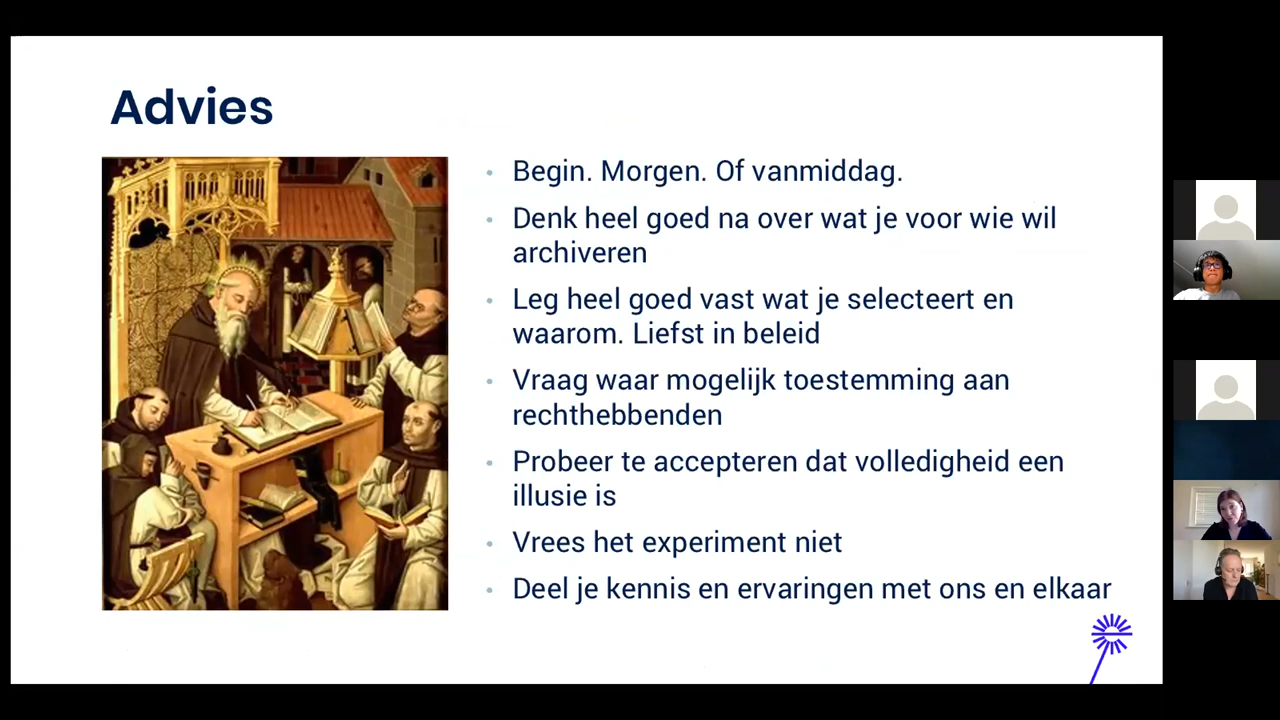 Advies
Begin. Morgen. Of vanmiddag.
Denk heel goed na over wat je voor wie wil
archiveren
Leg heel goed vast wat je selecteert en
waarom. Liefst in beleid
Vraag waar mogelijk toestemming aan
rechthebbenden
Probeer te accepteren dat volledigheid een
illusie is
Vrees het experiment niet
Deel je kennis en ervaringen met ons en elkaar